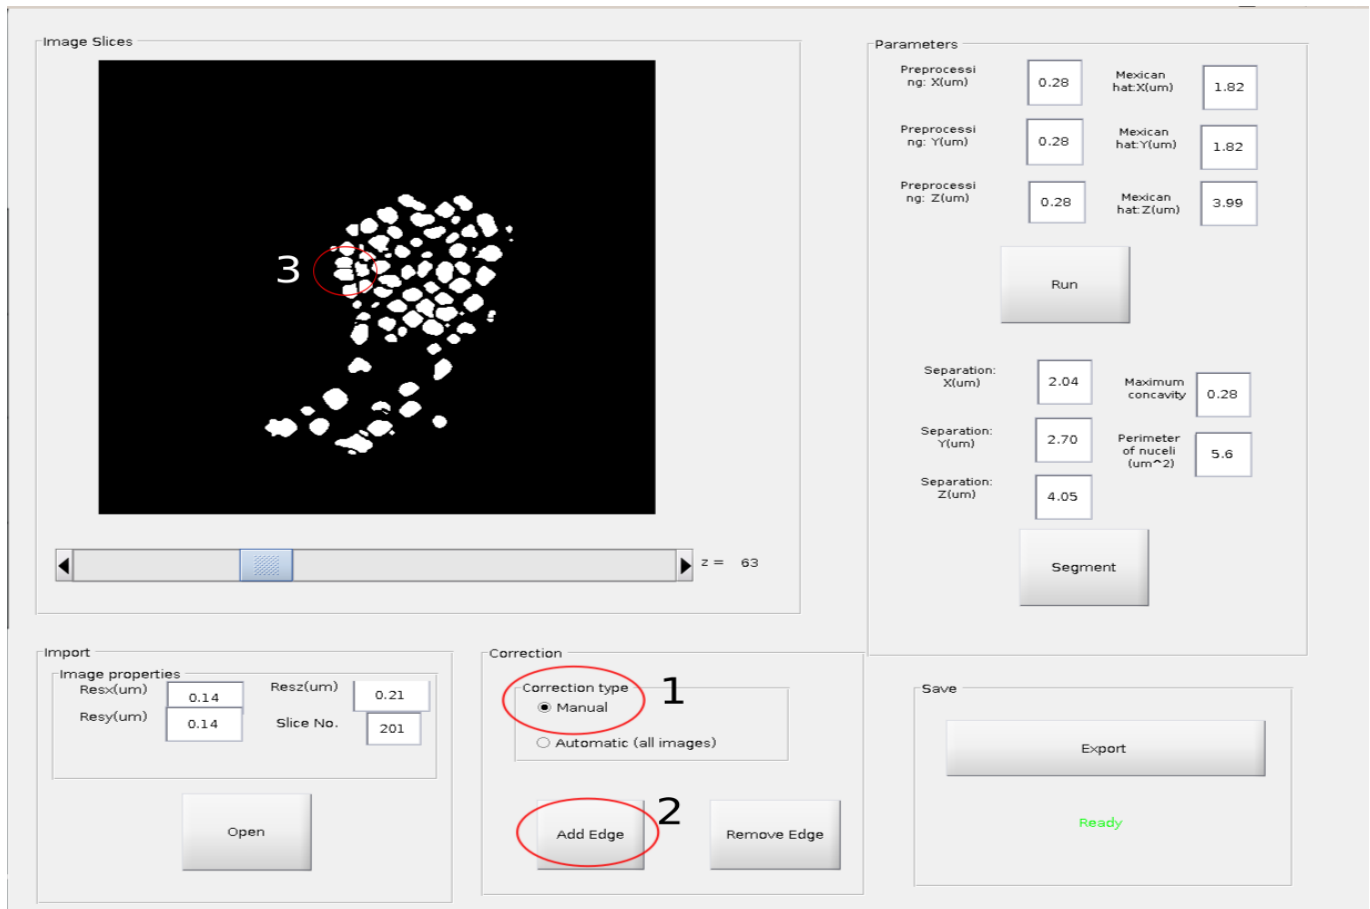 Image Slices
3
z = 63
Parameters
Preprocessi
ng: X(um)
0.28
Mexican
hat:X(um)
1.82
Preprocessi
ng: Y(um)
0.28
Mexican
hat:Y(um)
1.82
Preprocessi
ng: Z(um)
0.28
Mexican
hat:Z(um)
3.99
Run
Separation:
X(um)
2.04
Maximum
concavity
0.28
Separation:
Y(um)
2.70
Perimeter
of nuceli
(um^2)
5.6
Separation:
Z(um)
4.05
Segment
Import
Image properties
Resx(um)
0.14
Resz(um)
0.21
Resy(um)
0.14
Slice No.
201
Open
Correction
Correction type
1
Manual
Automatic (all images)
2
Add Edge
Remove Edge
Save
Export
Ready